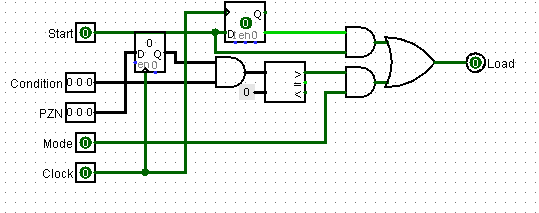 Start 0
0
D Q
en 0
Q
0
D en 0
Condition 0 0 0
PZN 0 0 0
0
>
=
<
0 Load
Mode 0
Clock 0